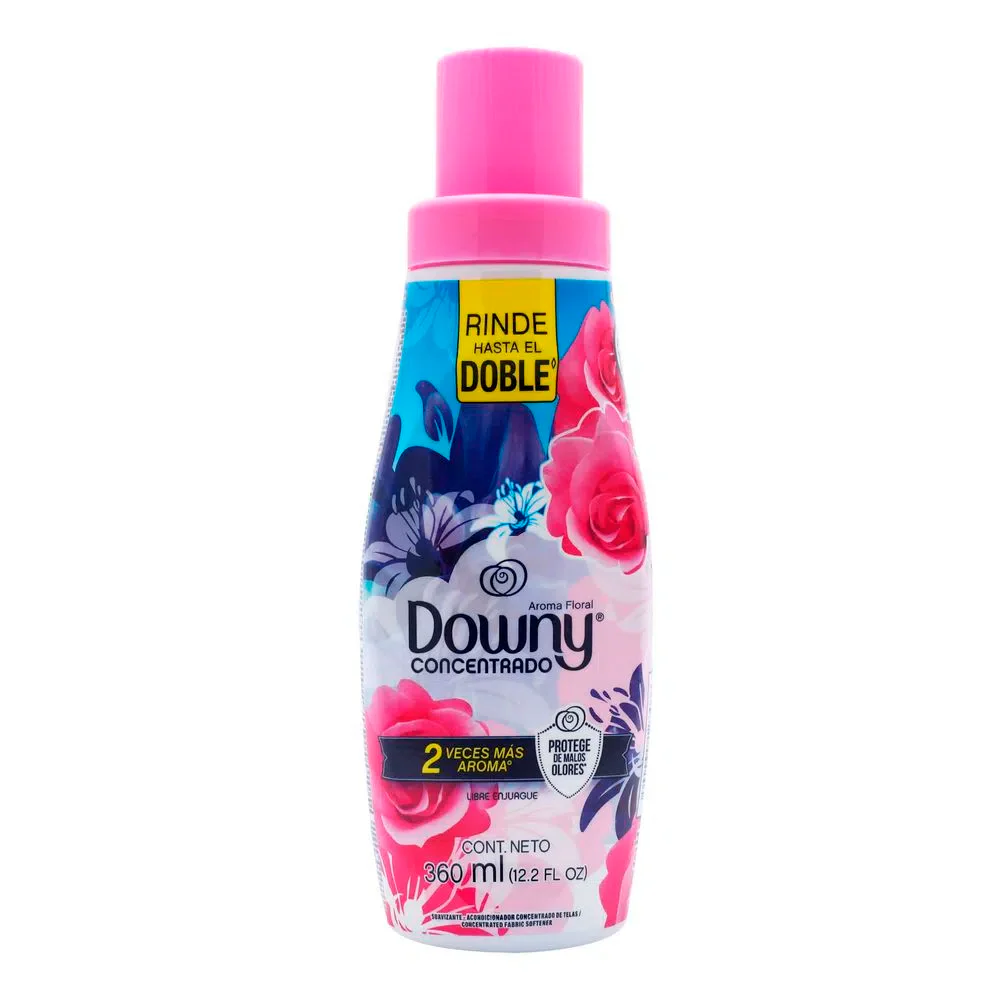 RINDE
HASTA EL
DOBLE◊
Aroma Floral
Downy®
CONCENTRADO
2 VECES MÁS
AROMA◊
PROTEGE
DE MALOS
OLORES*
LIBRE ENJUAGUE
CONT. NETO
360 ml (12.2 FL OZ)
SUAVIZANTE - ACONDICIONADOR CONCENTRADO DE TELAS /
CONCENTRATED FABRIC SOFTENER